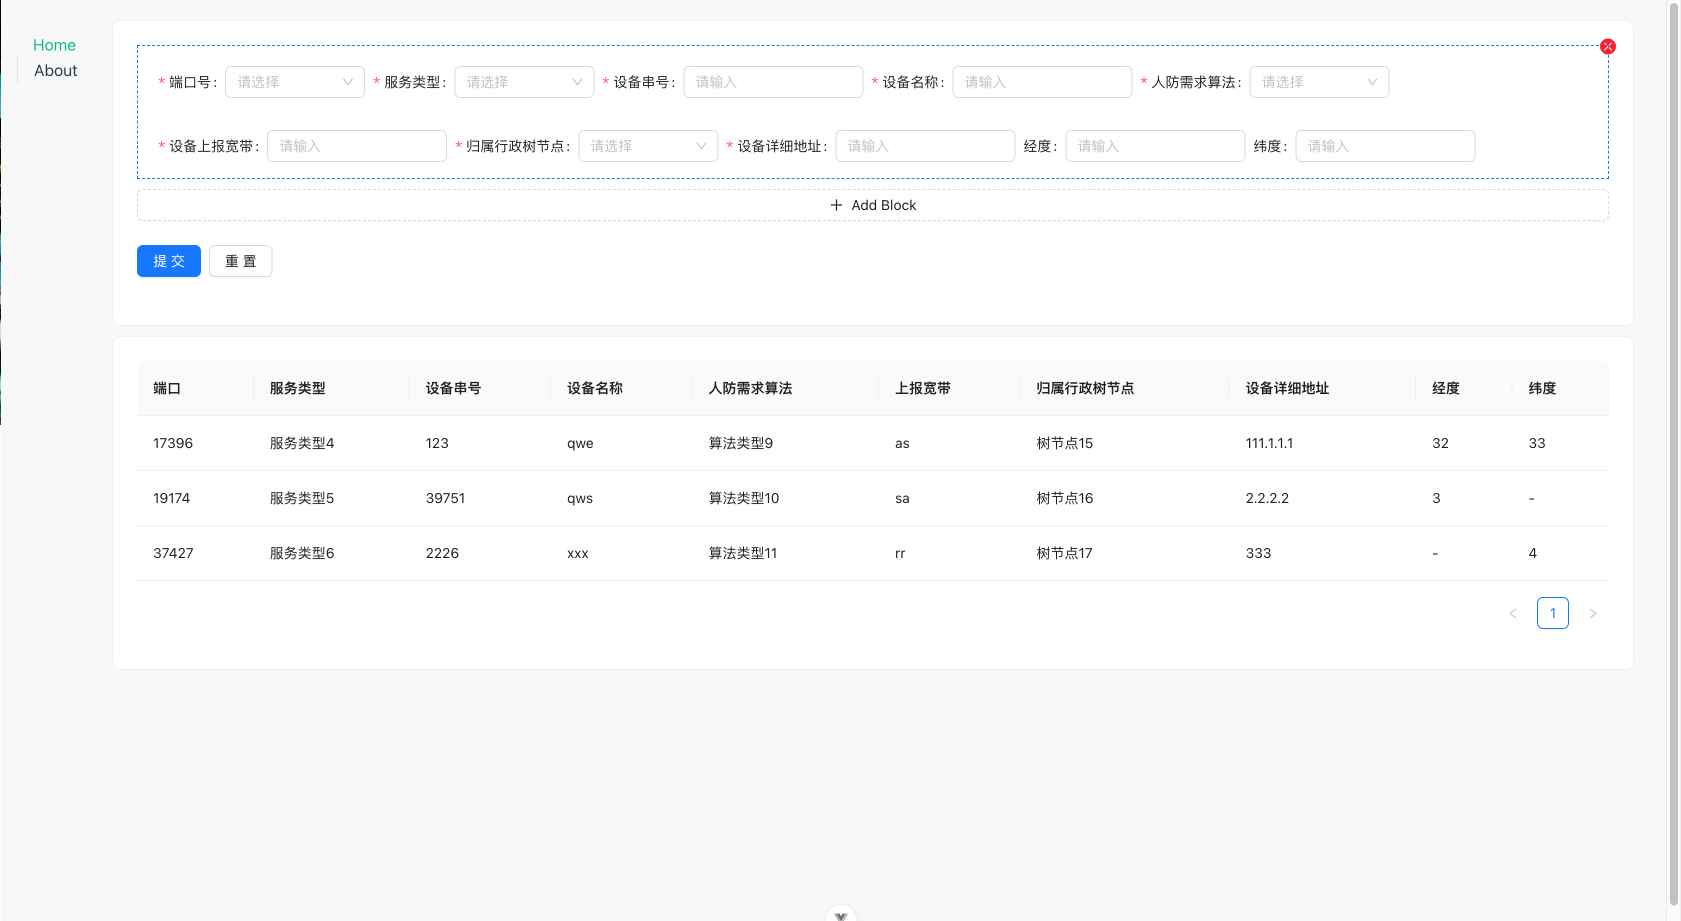 Home
About
* 端口号: 请选择 * 服务类型: 请选择 * 设备串号: 请输入 * 设备名称: 请输入 * 人防需求算法: 请选择
* 设备上报宽带: 请输入 * 归属行政树节点: 请选择 * 设备详细地址: 请输入 经度: 请输入 纬度: 请输入
+ Add Block
提 交 重 置
端口 服务类型 设备串号 设备名称 人防需求算法 上报宽带 归属行政树节点 设备详细地址 经度 纬度
17396 服务类型4 123 qwe 算法类型9 as 树节点15 111.1.1.1 32 33
19174 服务类型5 39751 qws 算法类型10 sa 树节点16 2.2.2.2 3 -
37427 服务类型6 2226 xxx 算法类型11 rr 树节点17 333 - 4
< 1 >